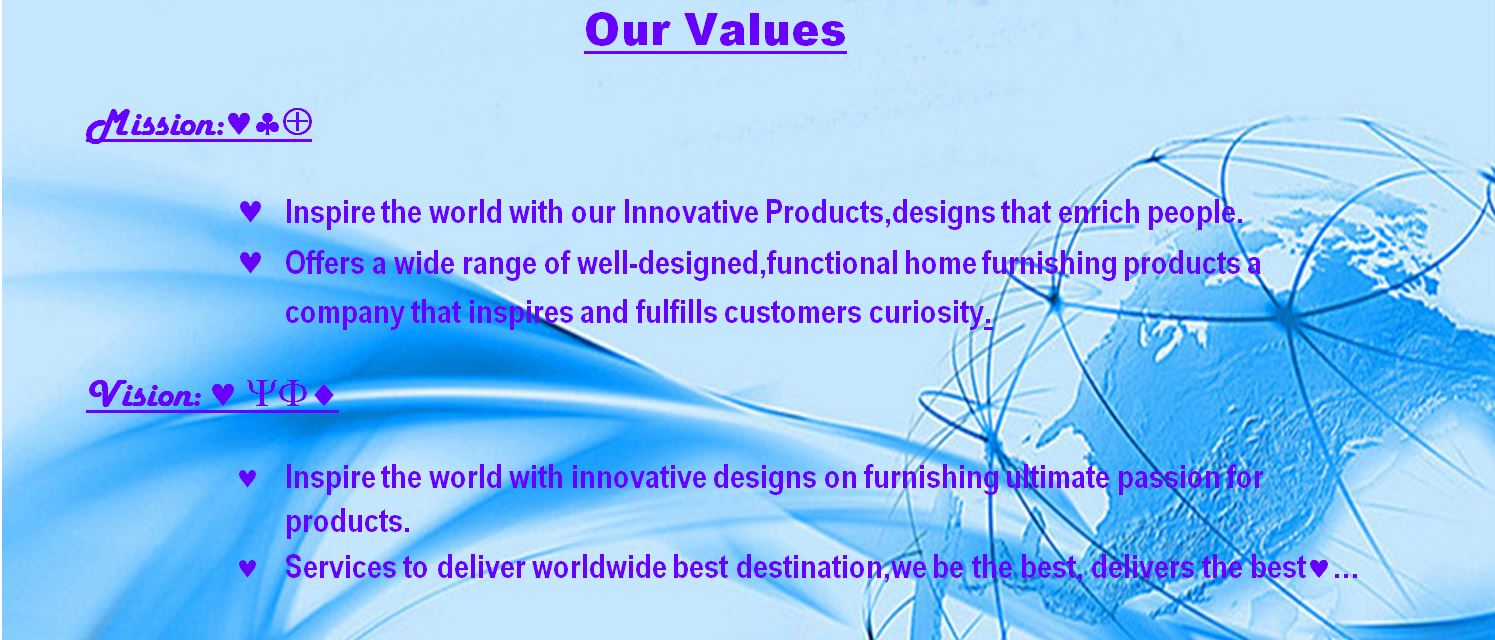 Our Values
Mission:♥♣⊕
♥ Inspire the world with our Innovative Products,designs that enrich people.
♥ Offers a wide range of well-designed,functional home furnishing products a
company that inspires and fulfills customers curiosity.
Vision: ♥ ΨΦ♦
♥ Inspire the world with innovative designs on furnishing ultimate passion for
products.
♥ Services to deliver worldwide best destination,we be the best, delivers the best♥...